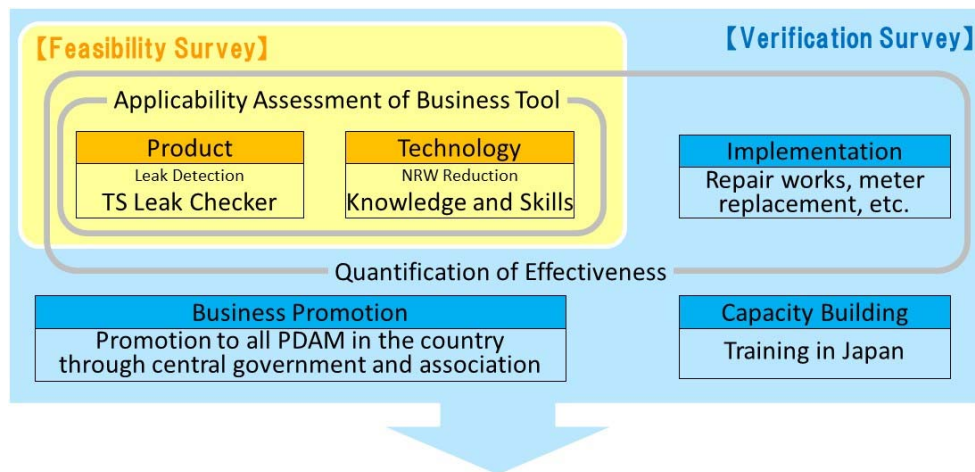 【Feasibility Survey】
【Verification Survey】
Applicability Assessment of Business Tool
Product
Leak Detection
TS Leak Checker
Technology
NRW Reduction
Knowledge and Skills
Implementation
Repair works, meter
replacement, etc.
Quantification of Effectiveness
Business Promotion
Promotion to all PDAM in the country
through central government and association
Capacity Building
Training in Japan